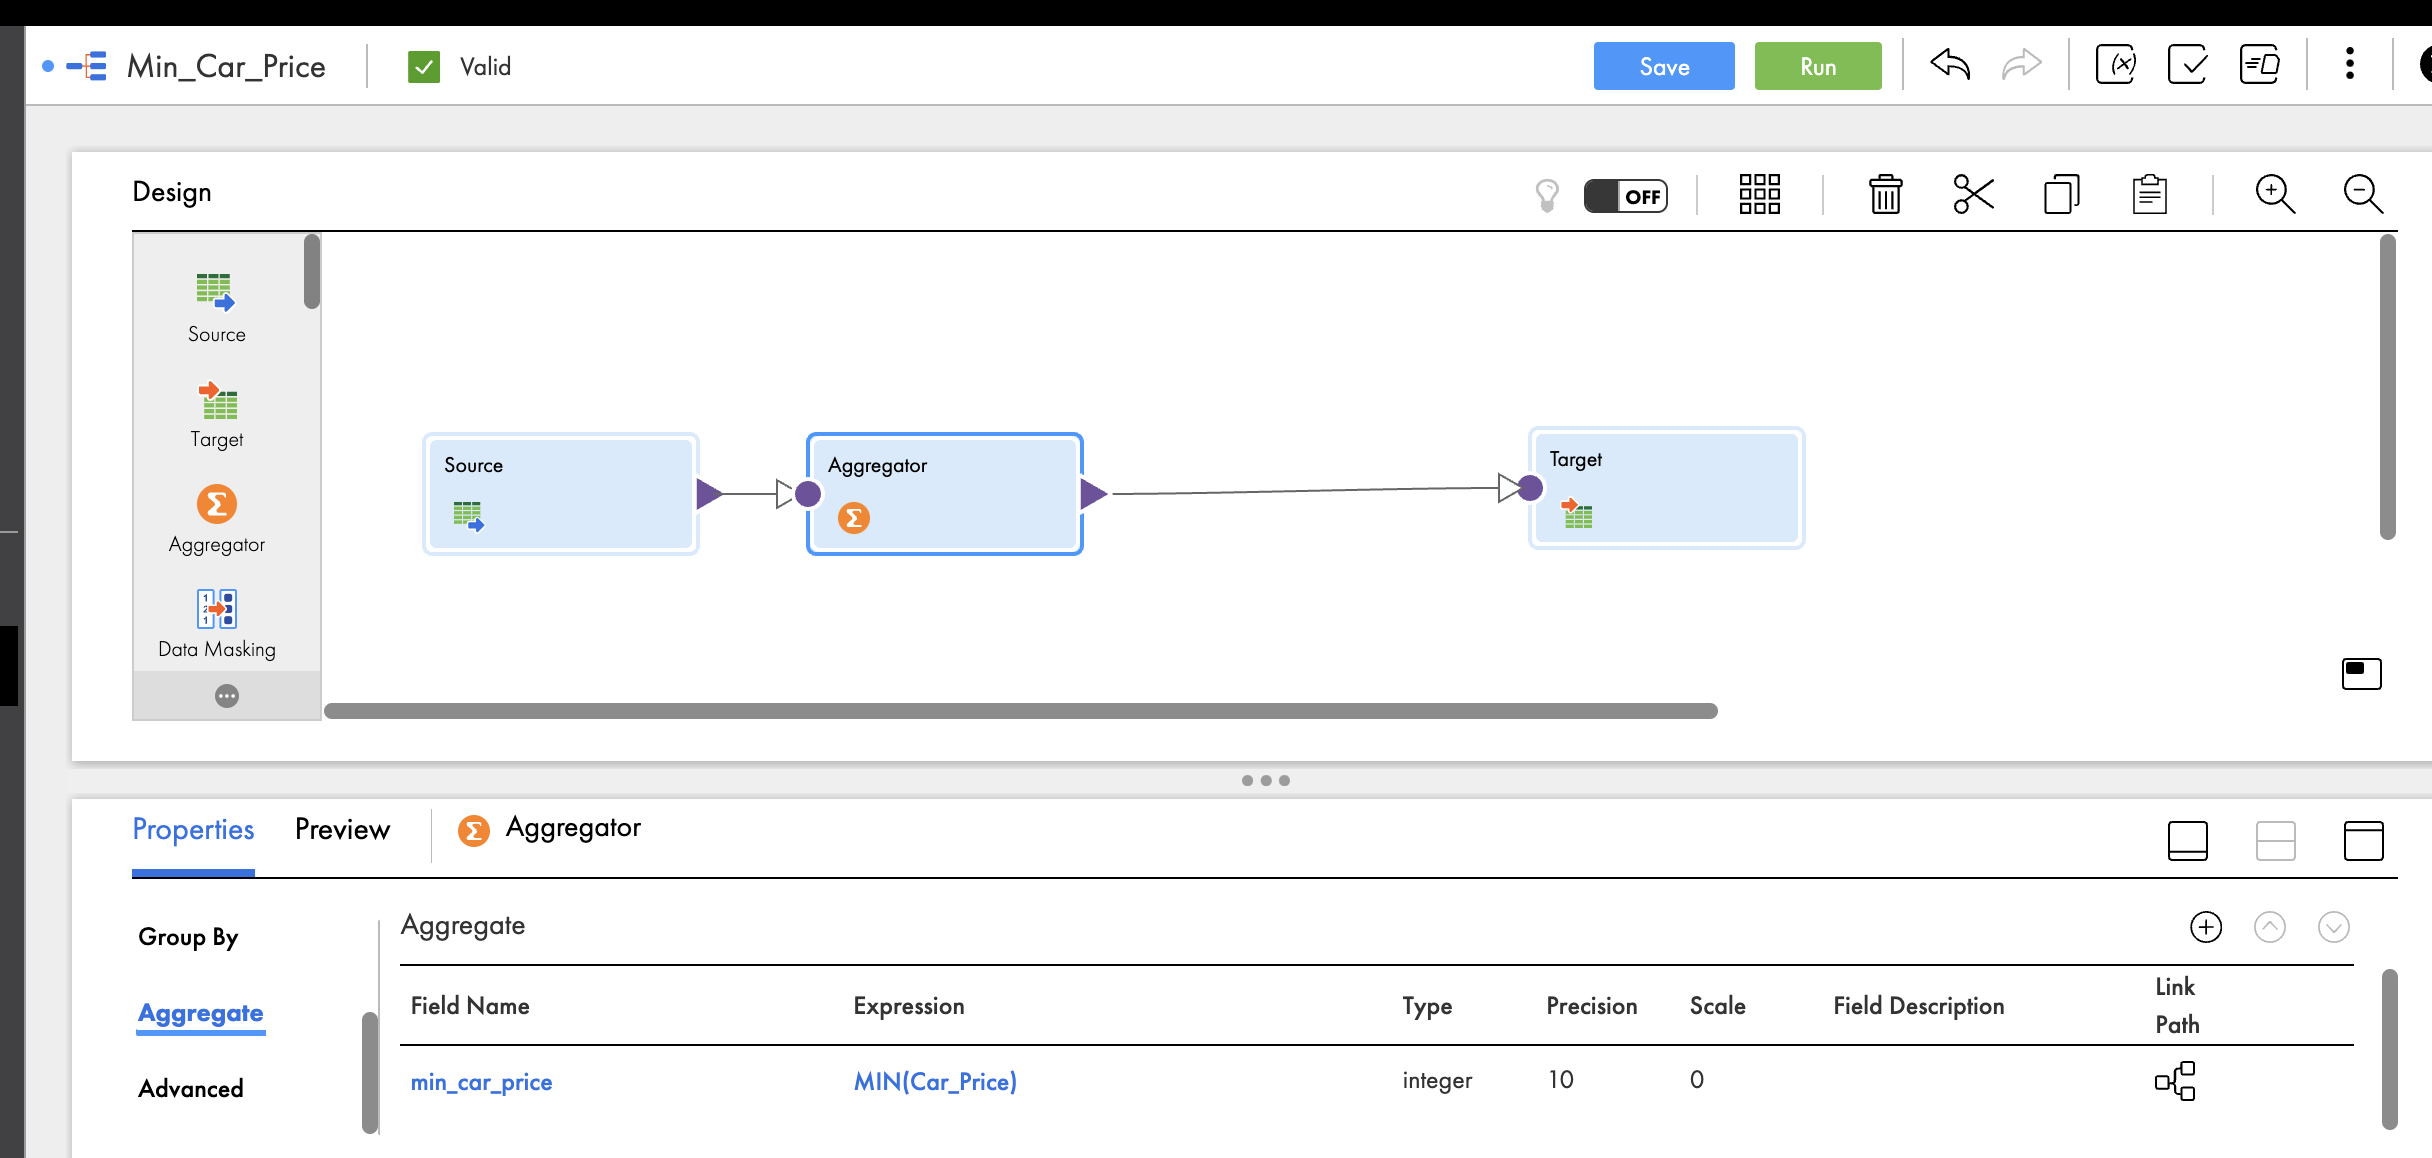 Min_Car_Price
Valid
Save
Run
Design
OFF
Source
Target
Aggregator
Data Masking
Source
Aggregator
Target
Properties
Preview
Aggregator
Group By
Aggregate
Advanced
Aggregate
Field Name
Expression
Type
Precision
Scale
Field Description
Link
Path
min_car_price
MIN(Car_Price)
integer
10
0